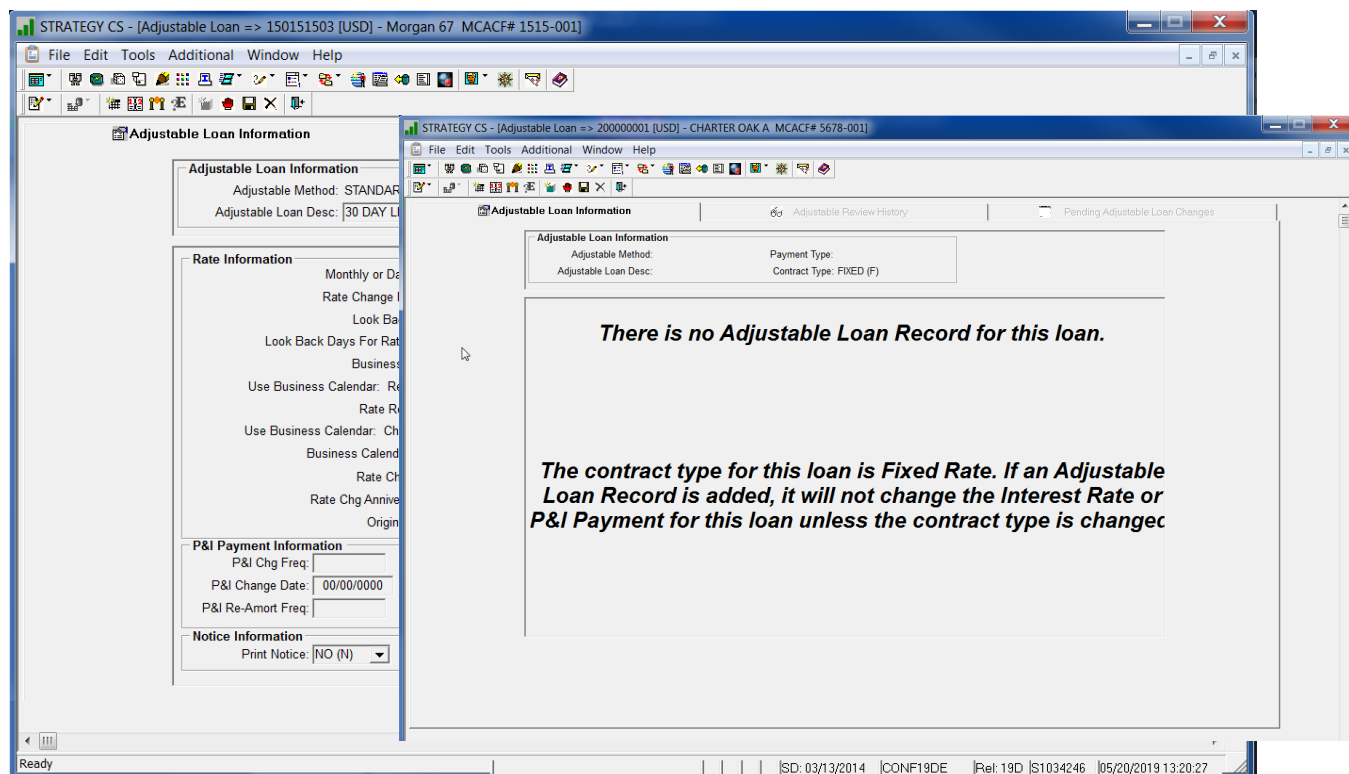 STRATEGY CS - [Adjustable Loan => 150151503 [USD] - Morgan 67 MCACF# 1515-001]
File Edit Tools Additional Window Help
Adjustable Loan Information
Adjustable Loan Information
Adjustable Method: STANDAR
Adjustable Loan Desc: 30 DAY LI
Rate Information
Monthly or Da
Rate Change
Look Ba
Look Back Days For Rat
Business
Use Business Calendar: Re
Rate Re
Use Business Calendar: Ch
Business Calend
Rate Ch
Rate Chg Annive
Origin
P&I Payment Information
P&I Chg Freq:
P&I Change Date: 00/00/0000
P&I Re-Amort Freq:
Notice Information
Print Notice: NO (N)
STRATEGY CS - [Adjustable Loan => 200000001 [USD] - CHARTER OAK A MCACF# 5678-001]
File Edit Tools Additional Window Help
Adjustable Loan Information Adjustable Review History Pending Adjustable Loan Changes
Adjustable Loan Information
Adjustable Method: Payment Type:
Adjustable Loan Desc: Contract Type: FIXED (F)
There is no Adjustable Loan Record for this loan.
The contract type for this loan is Fixed Rate. If an Adjustable
Loan Record is added, it will not change the Interest Rate or
P&I Payment for this loan unless the contract type is changed
Ready SD: 03/13/2014 CONF19DE Rel: 19D S1034246 05/20/2019 13:20:27